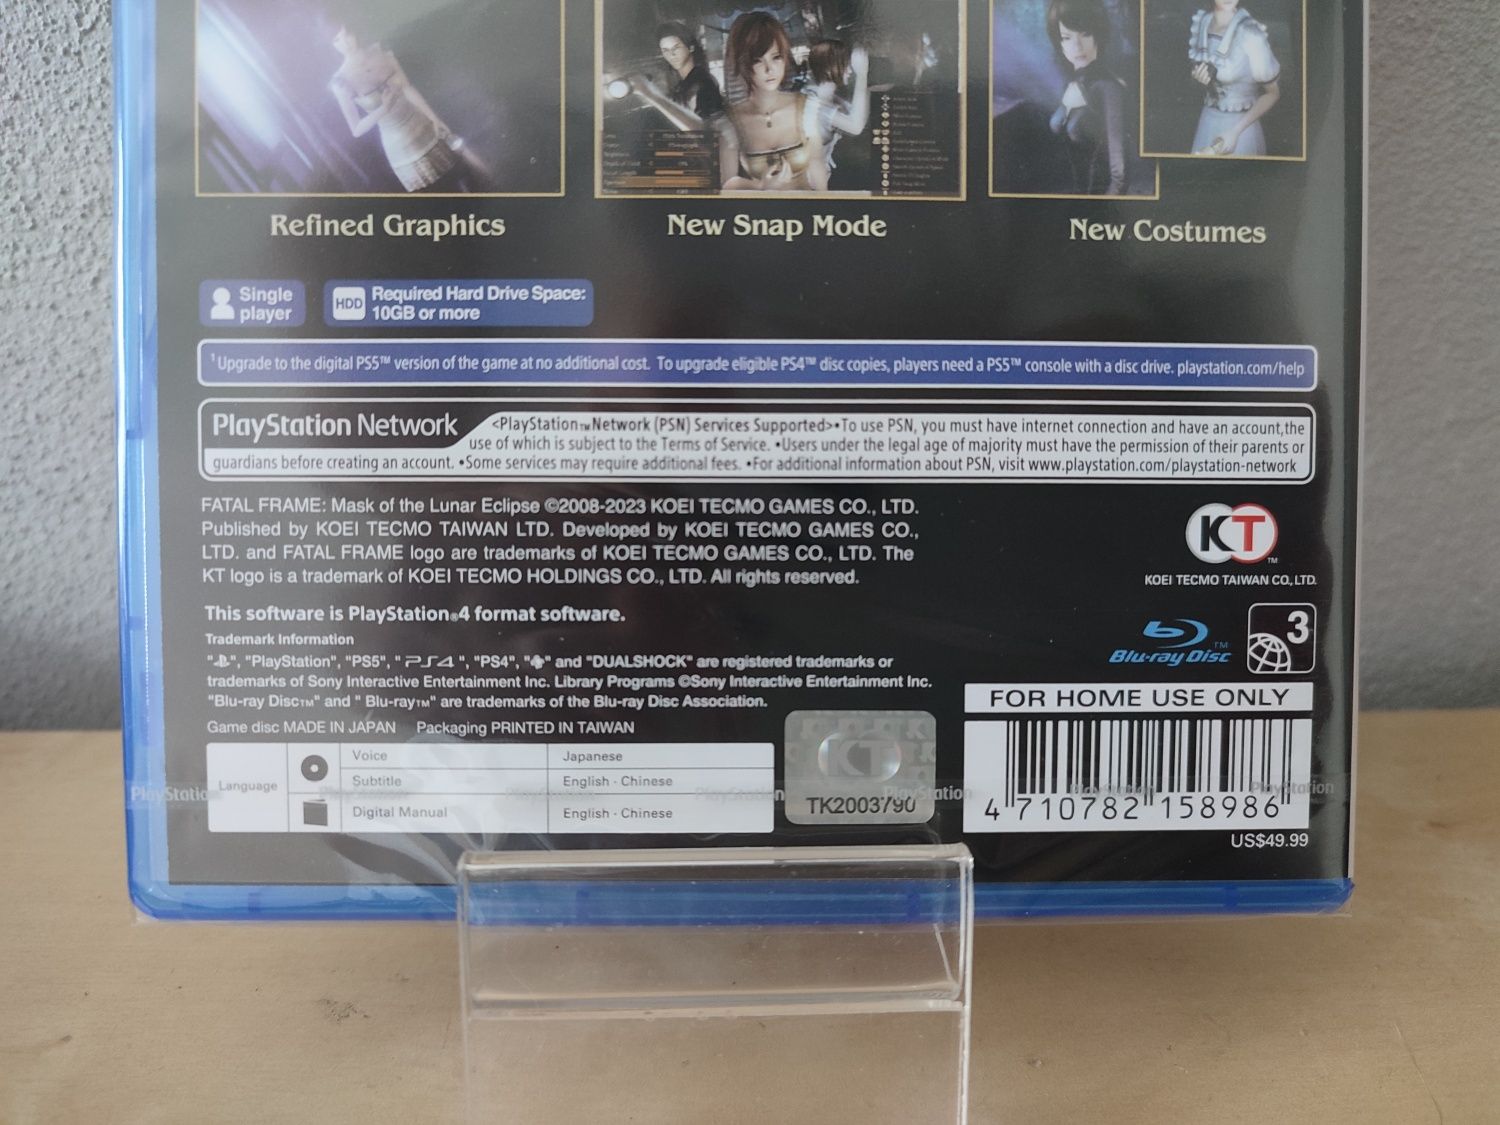 Refined Graphics
New Snap Mode
New Costumes
Single
player
HDD
Required Hard Drive Space:
10GB or more
¹Upgrade to the digital PS5™ version of the game at no additional cost. To upgrade eligible PS4™ disc copies, players need a PS5™ console with a disc drive. playstation.com/help
PlayStation Network
<PlayStation™Network (PSN) Services Supported>•To use PSN, you must have internet connection and have an account,the
use of which is subject to the Terms of Service. •Users under the legal age of majority must have the permission of their parents or
guardians before creating an account. •Some services may require additional fees. •For additional information about PSN, visit www.playstation.com/playstation-network
FATAL FRAME: Mask of the Lunar Eclipse ©2008-2023 KOEI TECMO GAMES CO., LTD.
Published by KOEI TECMO TAIWAN LTD. Developed by KOEI TECMO GAMES CO.,
LTD. and FATAL FRAME logo are trademarks of KOEI TECMO GAMES CO., LTD. The
KT logo is a trademark of KOEI TECMO HOLDINGS CO., LTD. All rights reserved.
KT™
KOEI TECMO TAIWAN CO., LTD.
This software is PlayStation®4 format software.
Trademark Information
"", "PlayStation", "PS5", "PS4", "PS4", "" and "DUALSHOCK" are registered trademarks or
trademarks of Sony Interactive Entertainment Inc. Library Programs ©Sony Interactive Entertainment Inc.
"Blu-ray Disc™" and " Blu-ray™" are trademarks of the Blu-ray Disc Association.
Game disc MADE IN JAPAN Packaging PRINTED IN TAIWAN
Blu-ray Disc™
3
FOR HOME USE ONLY
Language
Voice Japanese
Subtitle English · Chinese
Digital Manual English · Chinese
KT
TK2003790
4 710782 158986
US$49.99
PlayStation PlayStation PlayStation PlayStation PlayStation PlayStation PlayStation